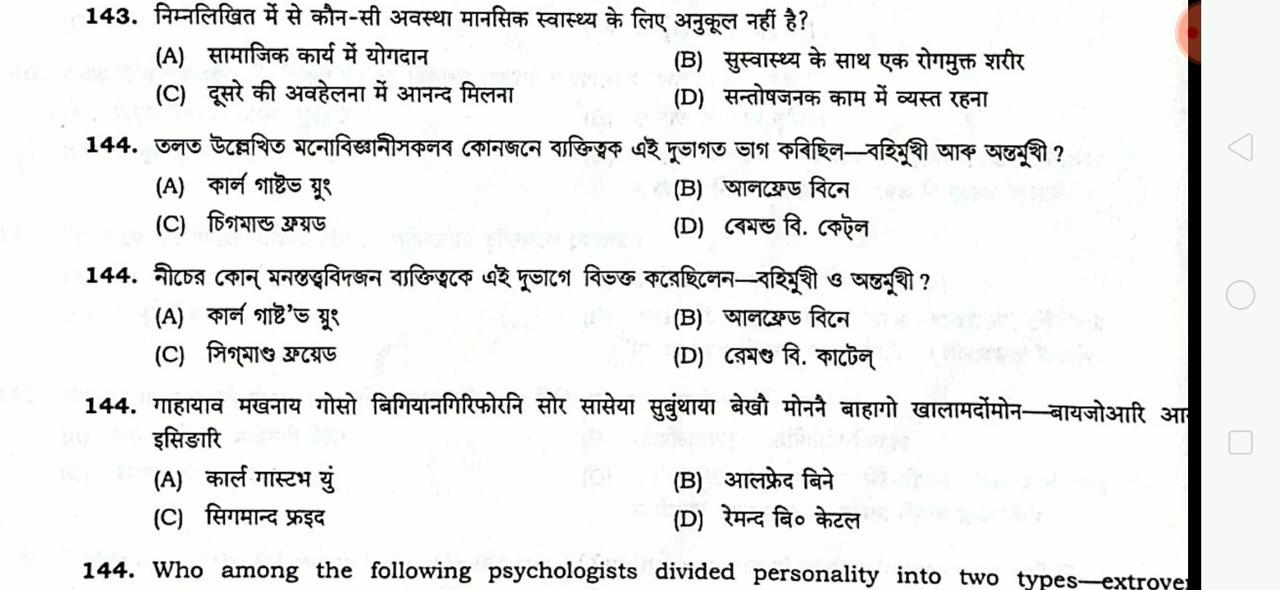 143. निम्नलिखित में से कौन-सी अवस्था मानसिक स्वास्थ्य के लिए अनुकूल नहीं है?
(A) सामाजिक कार्य में योगदान (B) सुस्वास्थ्य के साथ एक रोगमुक्त शरीर
(C) दूसरे की अवहेलना में आनन्द मिलना (D) सन्तोषजनक काम में व्यस्त रहना
144. তলত উল্লেখিত মনোবিজ্ঞানীসকলৰ কোনজনে ব্যক্তিত্বক এই দুভাগত ভাগ কৰিছিল—বহির্মুখী আৰু অন্তর্মুখী ?
(A) কার্ল গাষ্টভ য়ুং (B) আলফ্রেড বিনে
(C) চিগমান্ড ফ্রয়ড (D) ৰেমন্ড বি. কেট্‌ল
144. নীচের কোন্ মনস্তত্ত্ববিদজন ব্যক্তিত্বকে এই দুভাগে বিভক্ত করেছিলেন—বহির্মুখী ও অন্তর্মুখী ?
(A) কার্ল গাষ্ট'ভ য়ুং (B) আলফ্রেড বিনে
(C) সিগ্‌মাণ্ড ফ্রয়েড (D) রেমণ্ড বি. কাটেল্
144. गाहायाव मखनाय गोसो बिगियानगिरिफोरनि सोर सासेया सुबुंथाया बेखौ मोननै बाहागो खालामदोंमोन—बायजोआरि आ
इसिङारि
(A) कार्ल गास्टभ युं (B) आलफ्रेद बिने
(C) सिगमान्द फ्रइद (D) रेमन्द बि० केटल
144. Who among the following psychologists divided personality into two types—extrover